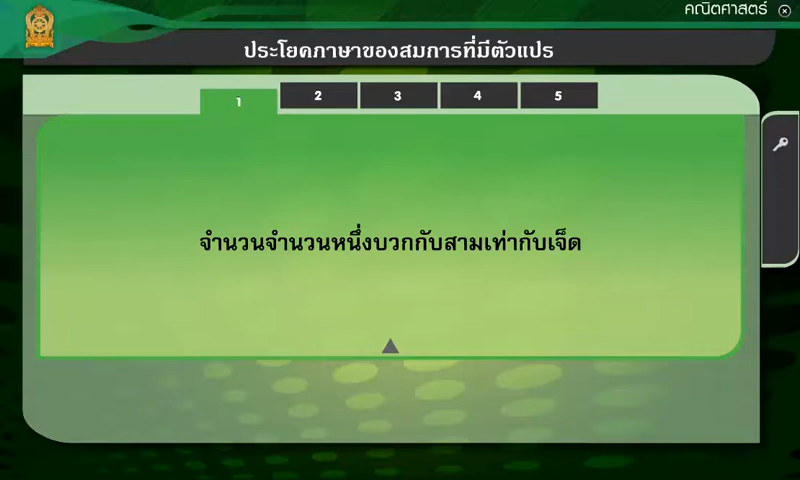 คณิตศาสตร์
ประโยคภาษาของสมการที่มีตัวแปร
1 2 3 4 5
จำนวนจำนวนหนึ่งบวกกับสามเท่ากับเจ็ด